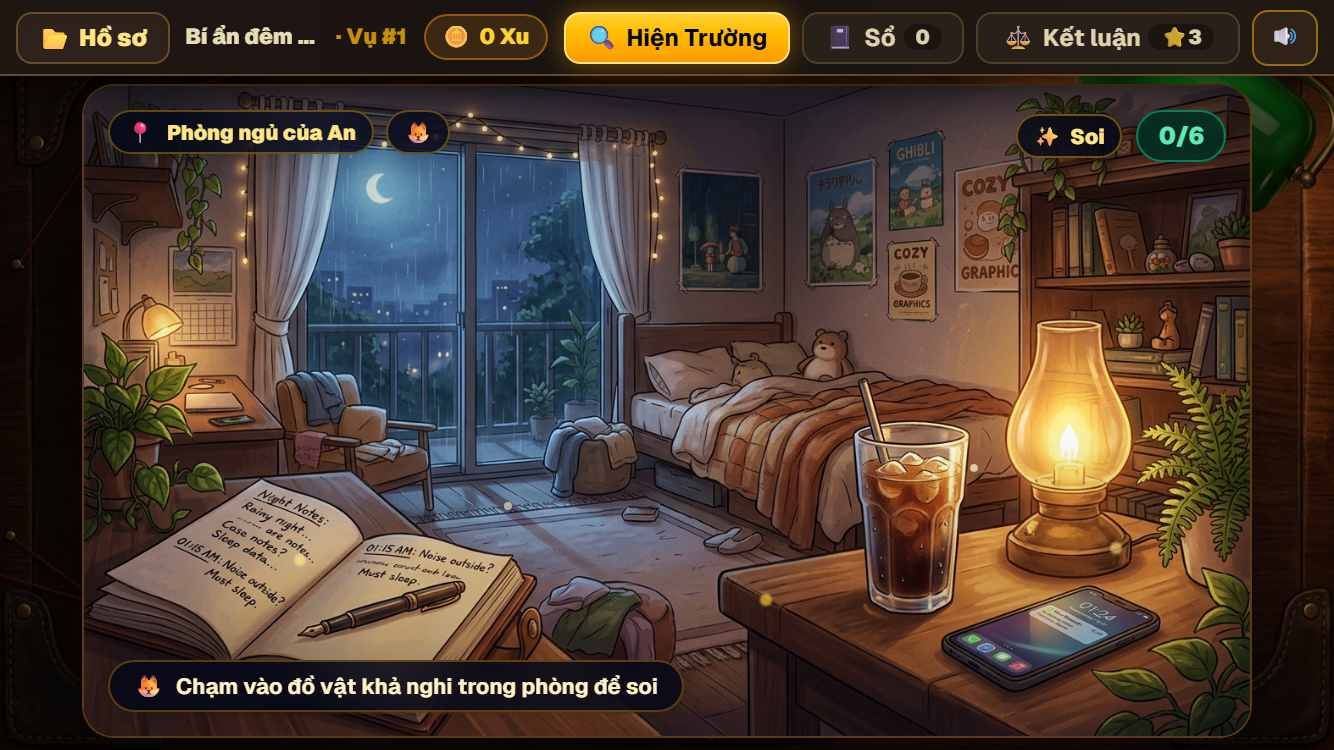 Hồ sơ
Bí ẩn đêm ...
· Vụ #1
0 Xu
Hiện Trường
Sổ 0
Kết luận 3
Phòng ngủ của An
Soi
0/6
GHIBLI
COZY
GRAPHIC
COZY
GRAPHICS
Night Notes:
Rainy night...
are notes..
Case notes?
Sleep data...
01:15 AM: Noise outside?
Must sleep.
01:15 AM: Noise outside?
Must sleep.
01:24
Chạm vào đồ vật khả nghi trong phòng để soi